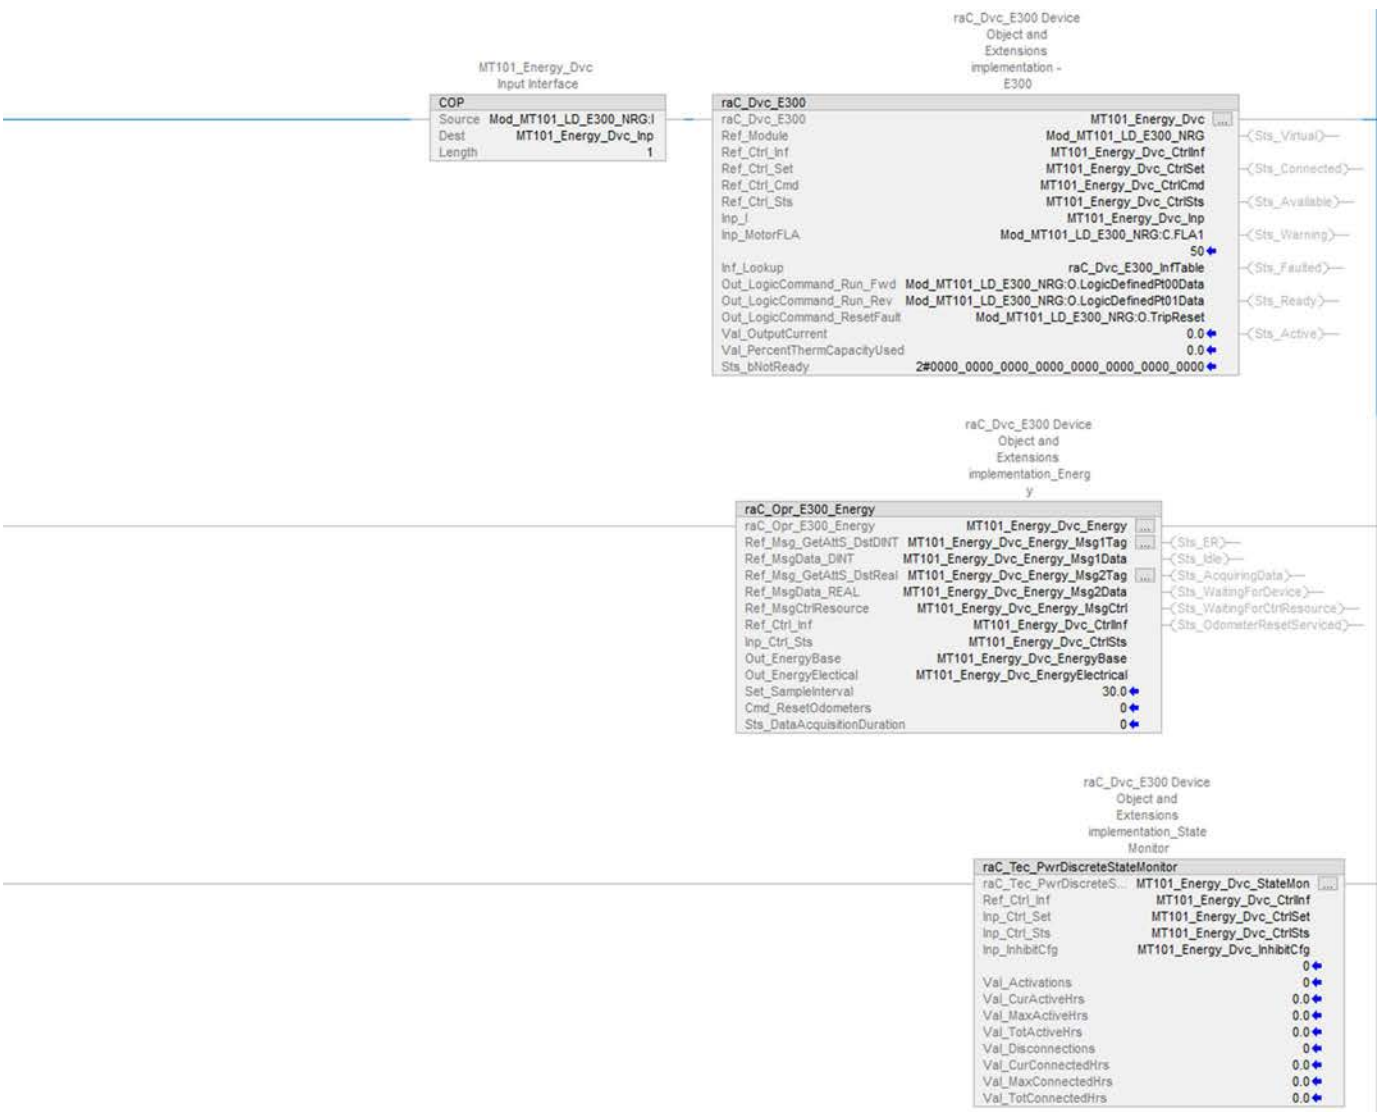 raC_Dvc_E300 Device
Object and
Extensions
implementation -
E300
MT101_Energy_Dvc
Input Interface
COP
Source Mod_MT101_LD_E300_NRG:I
Dest MT101_Energy_Dvc_Inp
Length 1
raC_Dvc_E300
raC_Dvc_E300 MT101_Energy_Dvc ...
Ref_Module Mod_MT101_LD_E300_NRG (Sts_Virtual)
Ref_Ctrl_Inf MT101_Energy_Dvc_CtrlInf
Ref_Ctrl_Set MT101_Energy_Dvc_CtrlSet (Sts_Connected)
Ref_Ctrl_Cmd MT101_Energy_Dvc_CtrlCmd
Ref_Ctrl_Sts MT101_Energy_Dvc_CtrlSts (Sts_Available)
Inp_I MT101_Energy_Dvc_Inp
Inp_MotorFLA Mod_MT101_LD_E300_NRG:C.FLA1 (Sts_Warning)
50
Inf_Lookup raC_Dvc_E300_InfTable (Sts_Faulted)
Out_LogicCommand_Run_Fwd Mod_MT101_LD_E300_NRG:O.LogicDefinedPt00Data
Out_LogicCommand_Run_Rev Mod_MT101_LD_E300_NRG:O.LogicDefinedPt01Data (Sts_Ready)
Out_LogicCommand_ResetFault Mod_MT101_LD_E300_NRG:O.TripReset
Val_OutputCurrent 0.0 (Sts_Active)
Val_PercentThermCapacityUsed 0.0
Sts_bNotReady 2#0000_0000_0000_0000_0000_0000_0000_0000
raC_Dvc_E300 Device
Object and
Extensions
implementation_Energ
y
raC_Opr_E300_Energy
raC_Opr_E300_Energy MT101_Energy_Dvc_Energy ...
Ref_Msg_GetAttS_DstDINT MT101_Energy_Dvc_Energy_Msg1Tag ... (Sts_ER)
Ref_MsgData_DINT MT101_Energy_Dvc_Energy_Msg1Data (Sts_Idle)
Ref_Msg_GetAttS_DstReal MT101_Energy_Dvc_Energy_Msg2Tag ... (Sts_AcquiringData)
Ref_MsgData_REAL MT101_Energy_Dvc_Energy_Msg2Data (Sts_WaitingForDevice)
Ref_MsgCtrlResource MT101_Energy_Dvc_Energy_MsgCtrl (Sts_WaitingForCtrlResource)
Ref_Ctrl_Inf MT101_Energy_Dvc_CtrlInf (Sts_OdometerResetServiced)
Inp_Ctrl_Sts MT101_Energy_Dvc_CtrlSts
Out_EnergyBase MT101_Energy_Dvc_EnergyBase
Out_EnergyElectical MT101_Energy_Dvc_EnergyElectrical
Set_SampleInterval 30.0
Cmd_ResetOdometers 0
Sts_DataAcquisitionDuration 0
raC_Dvc_E300 Device
Object and
Extensions
implementation_State
Monitor
raC_Tec_PwrDiscreteStateMonitor
raC_Tec_PwrDiscreteS... MT101_Energy_Dvc_StateMon ...
Ref_Ctrl_Inf MT101_Energy_Dvc_CtrlInf
Inp_Ctrl_Set MT101_Energy_Dvc_CtrlSet
Inp_Ctrl_Sts MT101_Energy_Dvc_CtrlSts
Inp_InhibitCfg MT101_Energy_Dvc_InhibitCfg
0
Val_Activations 0
Val_CurActiveHrs 0.0
Val_MaxActiveHrs 0.0
Val_TotActiveHrs 0.0
Val_Disconnections 0
Val_CurConnectedHrs 0.0
Val_MaxConnectedHrs 0.0
Val_TotConnectedHrs 0.0